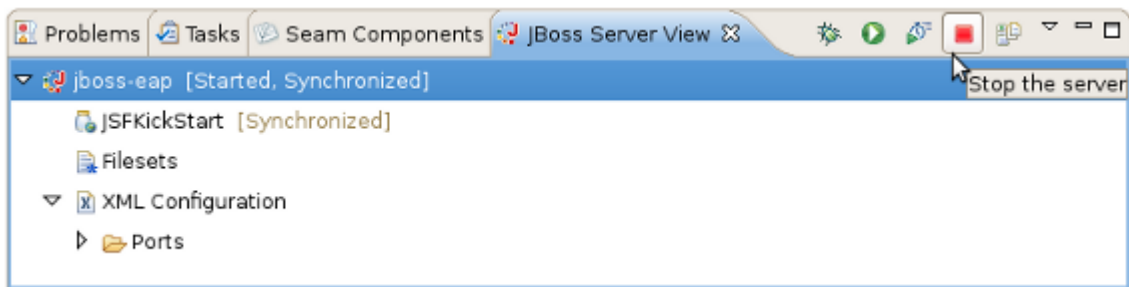 Problems Tasks Seam Components JBoss Server View
jboss-eap [Started, Synchronized]
Stop the server
JSFKickStart [Synchronized]
Filesets
XML Configuration
Ports